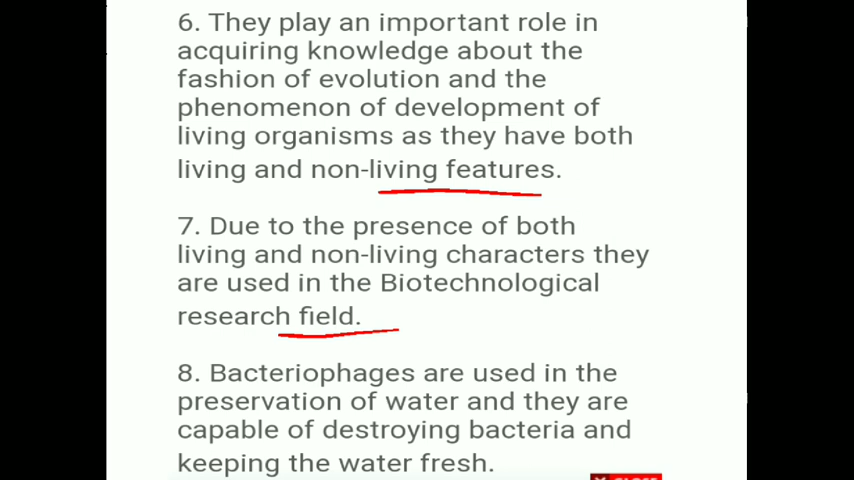 6. They play an important role in
acquiring knowledge about the
fashion of evolution and the
phenomenon of development of
living organisms as they have both
living and non-living features.
7. Due to the presence of both
living and non-living characters they
are used in the Biotechnological
research field.
8. Bacteriophages are used in the
preservation of water and they are
capable of destroying bacteria and
keeping the water fresh.